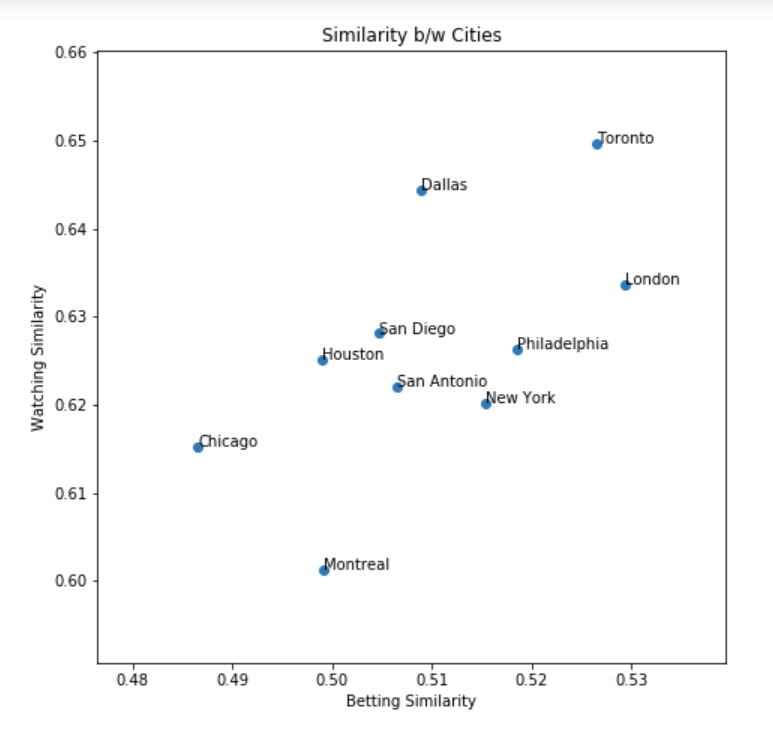 Similarity b/w Cities
0.66
0.65
0.64
0.63
0.62
0.61
0.60
Watching Similarity
Toronto
Dallas
London
San Diego
Philadelphia
Houston
San Antonio
New York
Chicago
Montreal
0.48 0.49 0.50 0.51 0.52 0.53
Betting Similarity